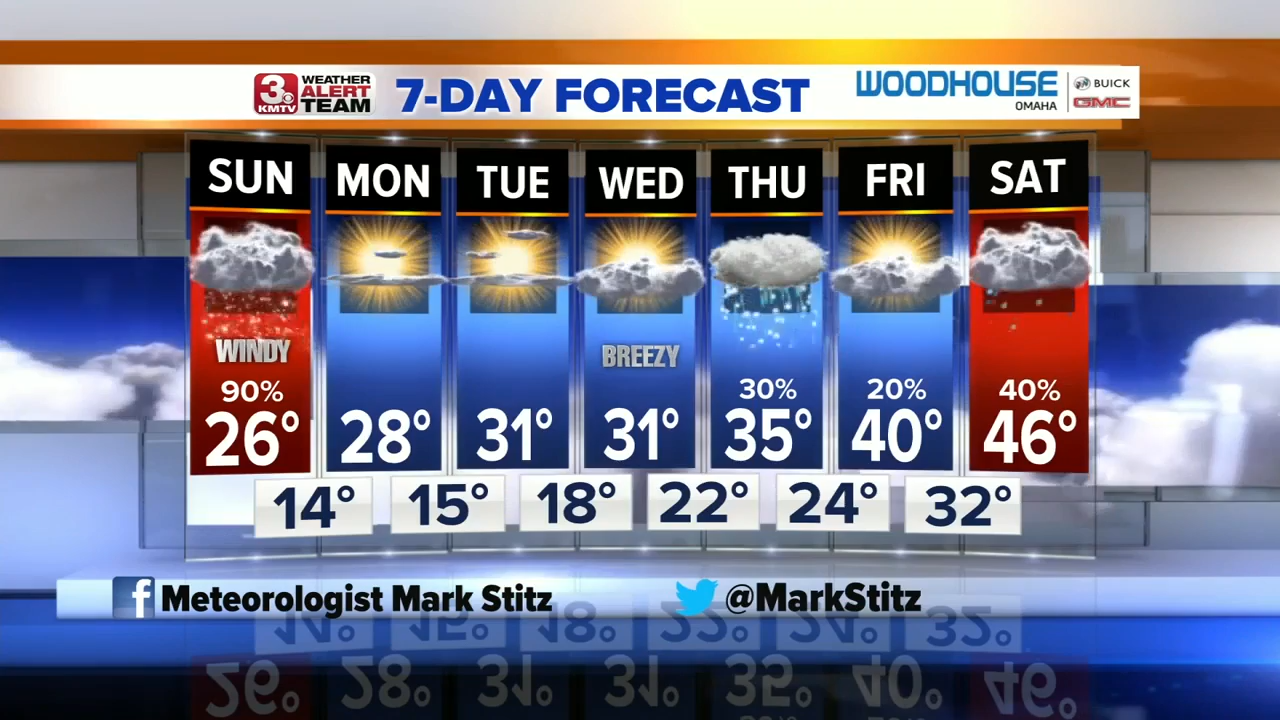 3 KMTV
WEATHER
ALERT
TEAM
7-DAY FORECAST
WOODHOUSE
OMAHA
BUICK
GMC
SUN MON TUE WED THU FRI SAT
WINDY BREEZY
90% 30% 20% 40%
26° 28° 31° 31° 35° 40° 46°
14° 15° 18° 22° 24° 32°
f Meteorologist Mark Stitz @MarkStitz